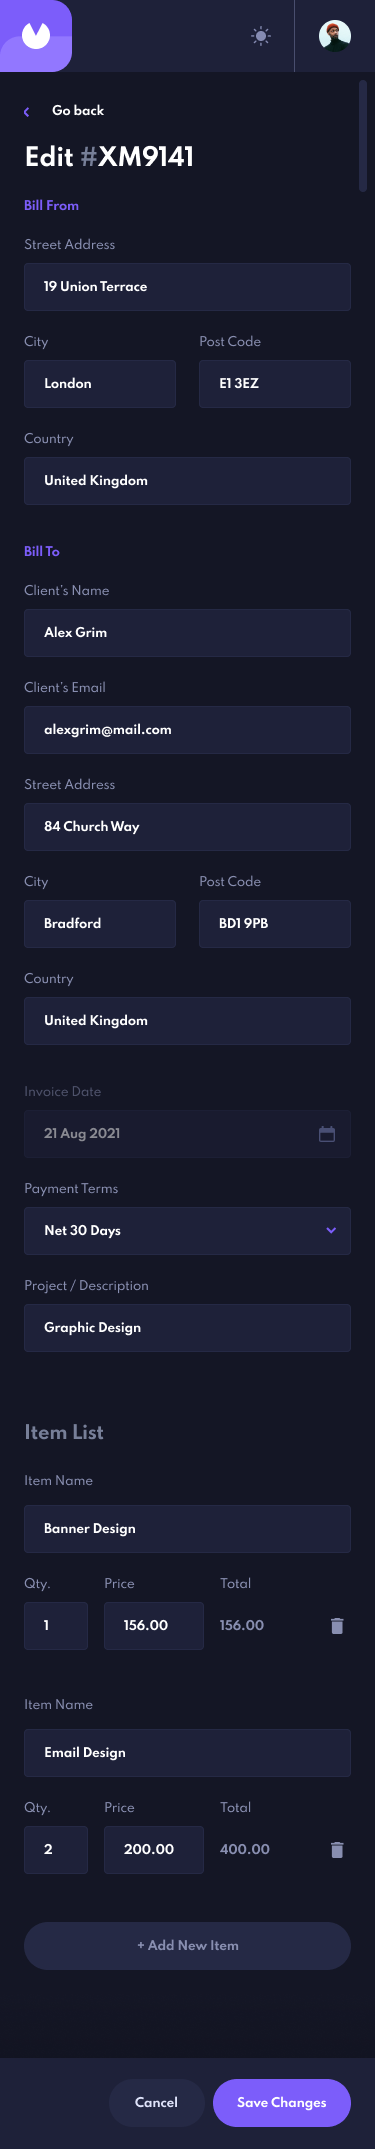 Go back
Edit #XM9141
Bill From
Street Address
19 Union Terrace
City Post Code
London E1 3EZ
Country
United Kingdom
Bill To
Client's Name
Alex Grim
Client's Email
alexgrim@mail.com
Street Address
84 Church Way
City Post Code
Bradford BD1 9PB
Country
United Kingdom
Invoice Date
21 Aug 2021
Payment Terms
Net 30 Days
Project / Description
Graphic Design
Item List
Item Name
Banner Design
Qty. Price Total
1 156.00 156.00
Item Name
Email Design
Qty. Price Total
2 200.00 400.00
+ Add New Item
Cancel Save Changes